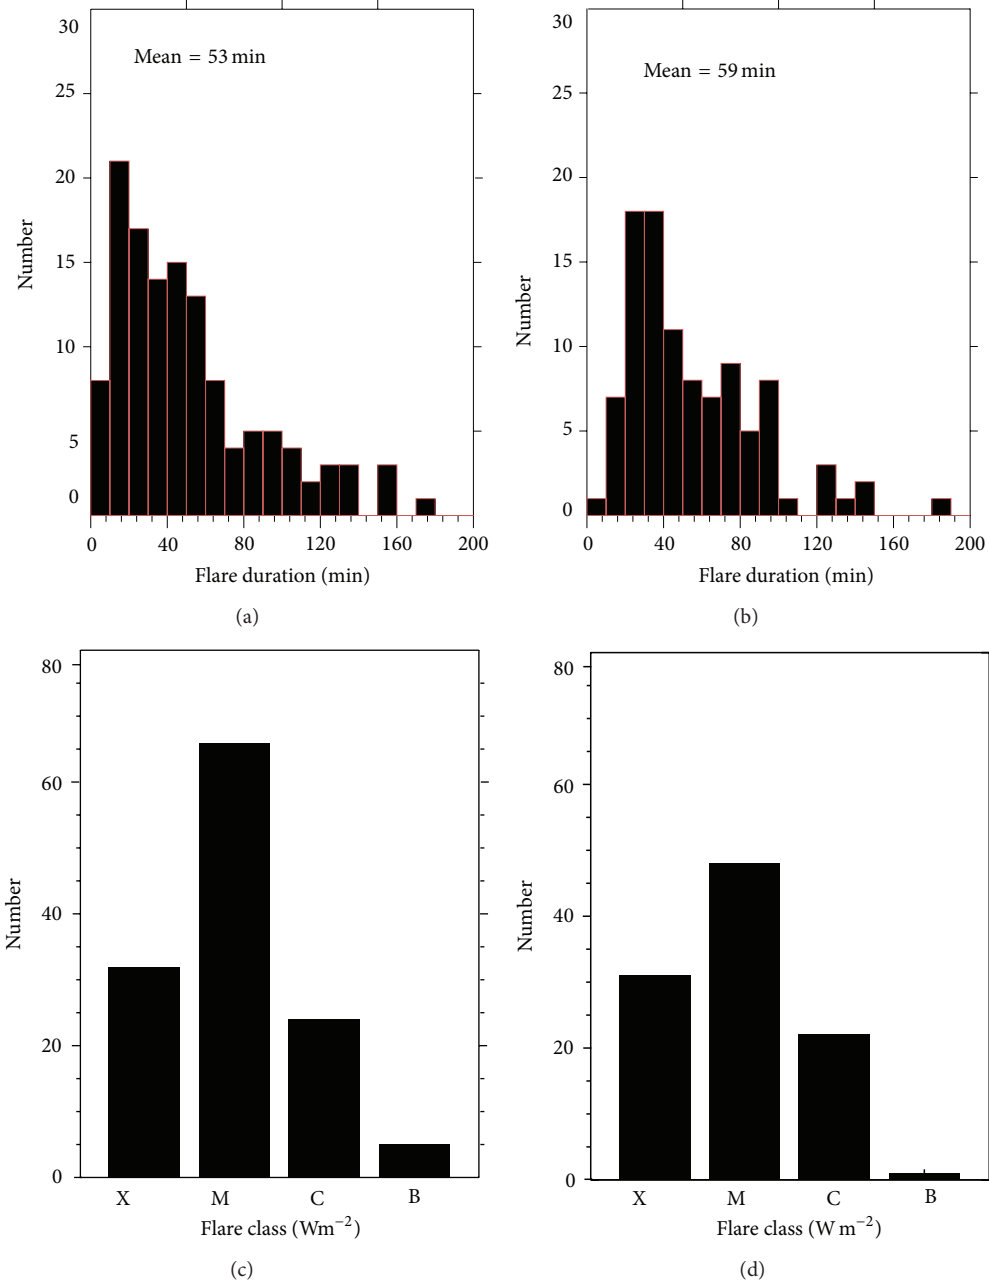 30
25
20
15
10
5
0
Number
Mean = 53 min
0 40 80 120 160 200
Flare duration (min)
(a)
30
25
20
15
10
5
0
Number
Mean = 59 min
0 40 80 120 160 200
Flare duration (min)
(b)
80
60
40
20
0
Number
X M C B
Flare class (Wm−2)
(c)
80
60
40
20
0
Number
X M C B
Flare class (W m−2)
(d)